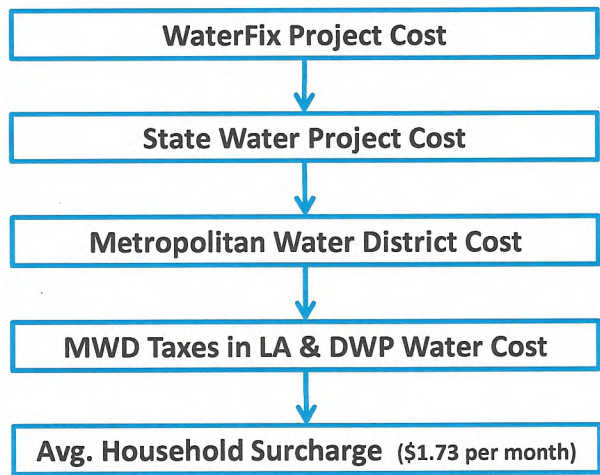 WaterFix Project Cost
State Water Project Cost
Metropolitan Water District Cost
MWD Taxes in LA & DWP Water Cost
Avg. Household Surcharge ($1.73 per month)